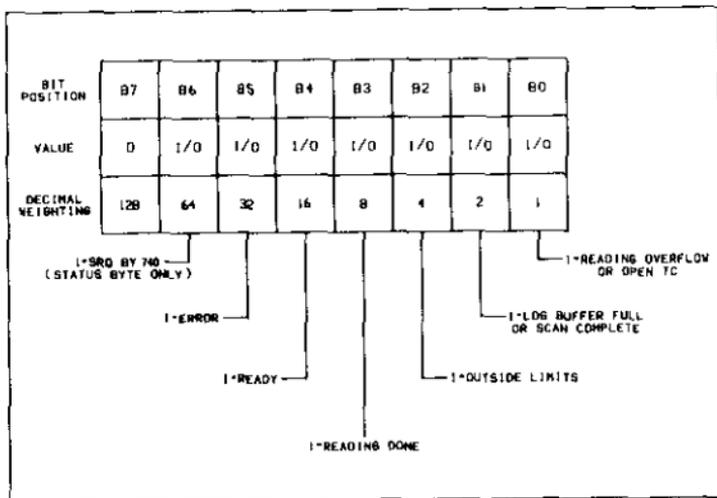 BIT POSITION B7 B6 B5 B4 B3 B2 B1 B0
VALUE 0 1/0 1/0 1/0 1/0 1/0 1/0 1/0
DECIMAL WEIGHTING 128 64 32 16 8 4 2 1
1=SRQ BY 740
(STATUS BYTE ONLY)
1=READING OVERFLOW
OR OPEN TC
1=ERROR
1=LOG BUFFER FULL
OR SCAN COMPLETE
1=READY
1=OUTSIDE LIMITS
1=READING DONE